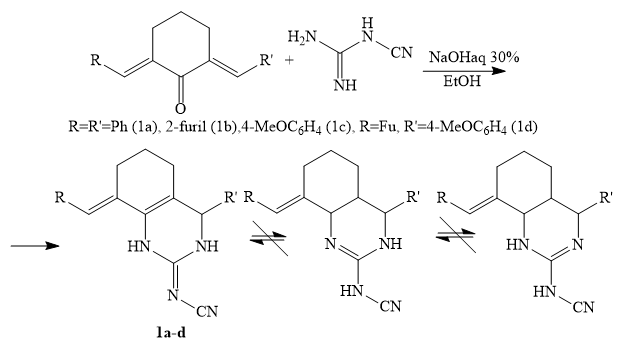 R
R'
O
+
H₂N
H
N
CN
NH
NaOHaq 30%
EtOH
R=R'=Ph (1a), 2-furil (1b),4-MeOC₆H₄ (1c), R=Fu, R'=4-MeOC₆H₄ (1d)
R
R'
HN
NH
N
CN
1a-d
R
R'
N
NH
HN
CN
R
R'
HN
N
HN
CN